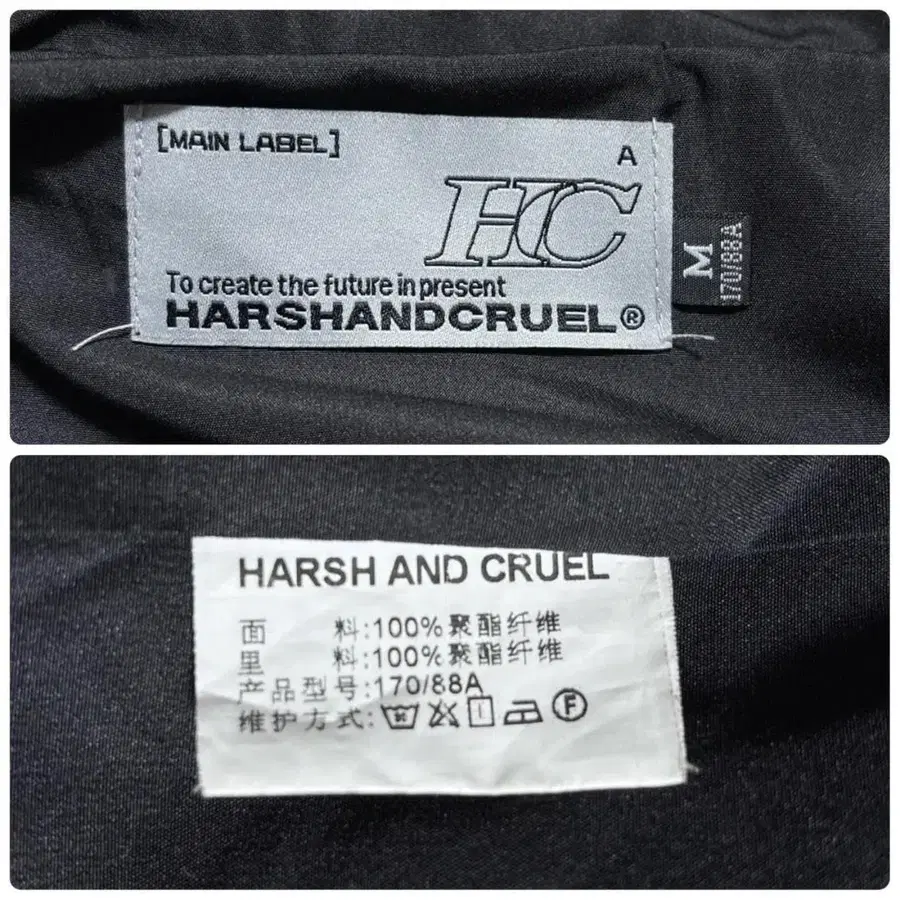 [MAIN LABEL]
A
HC
To create the future in present
HARSHANDCRUEL®
M
170/88A
HARSH AND CRUEL
面 料:100%聚酯纤维
里 料:100%聚酯纤维
产品型号:170/88A
维护方式: F